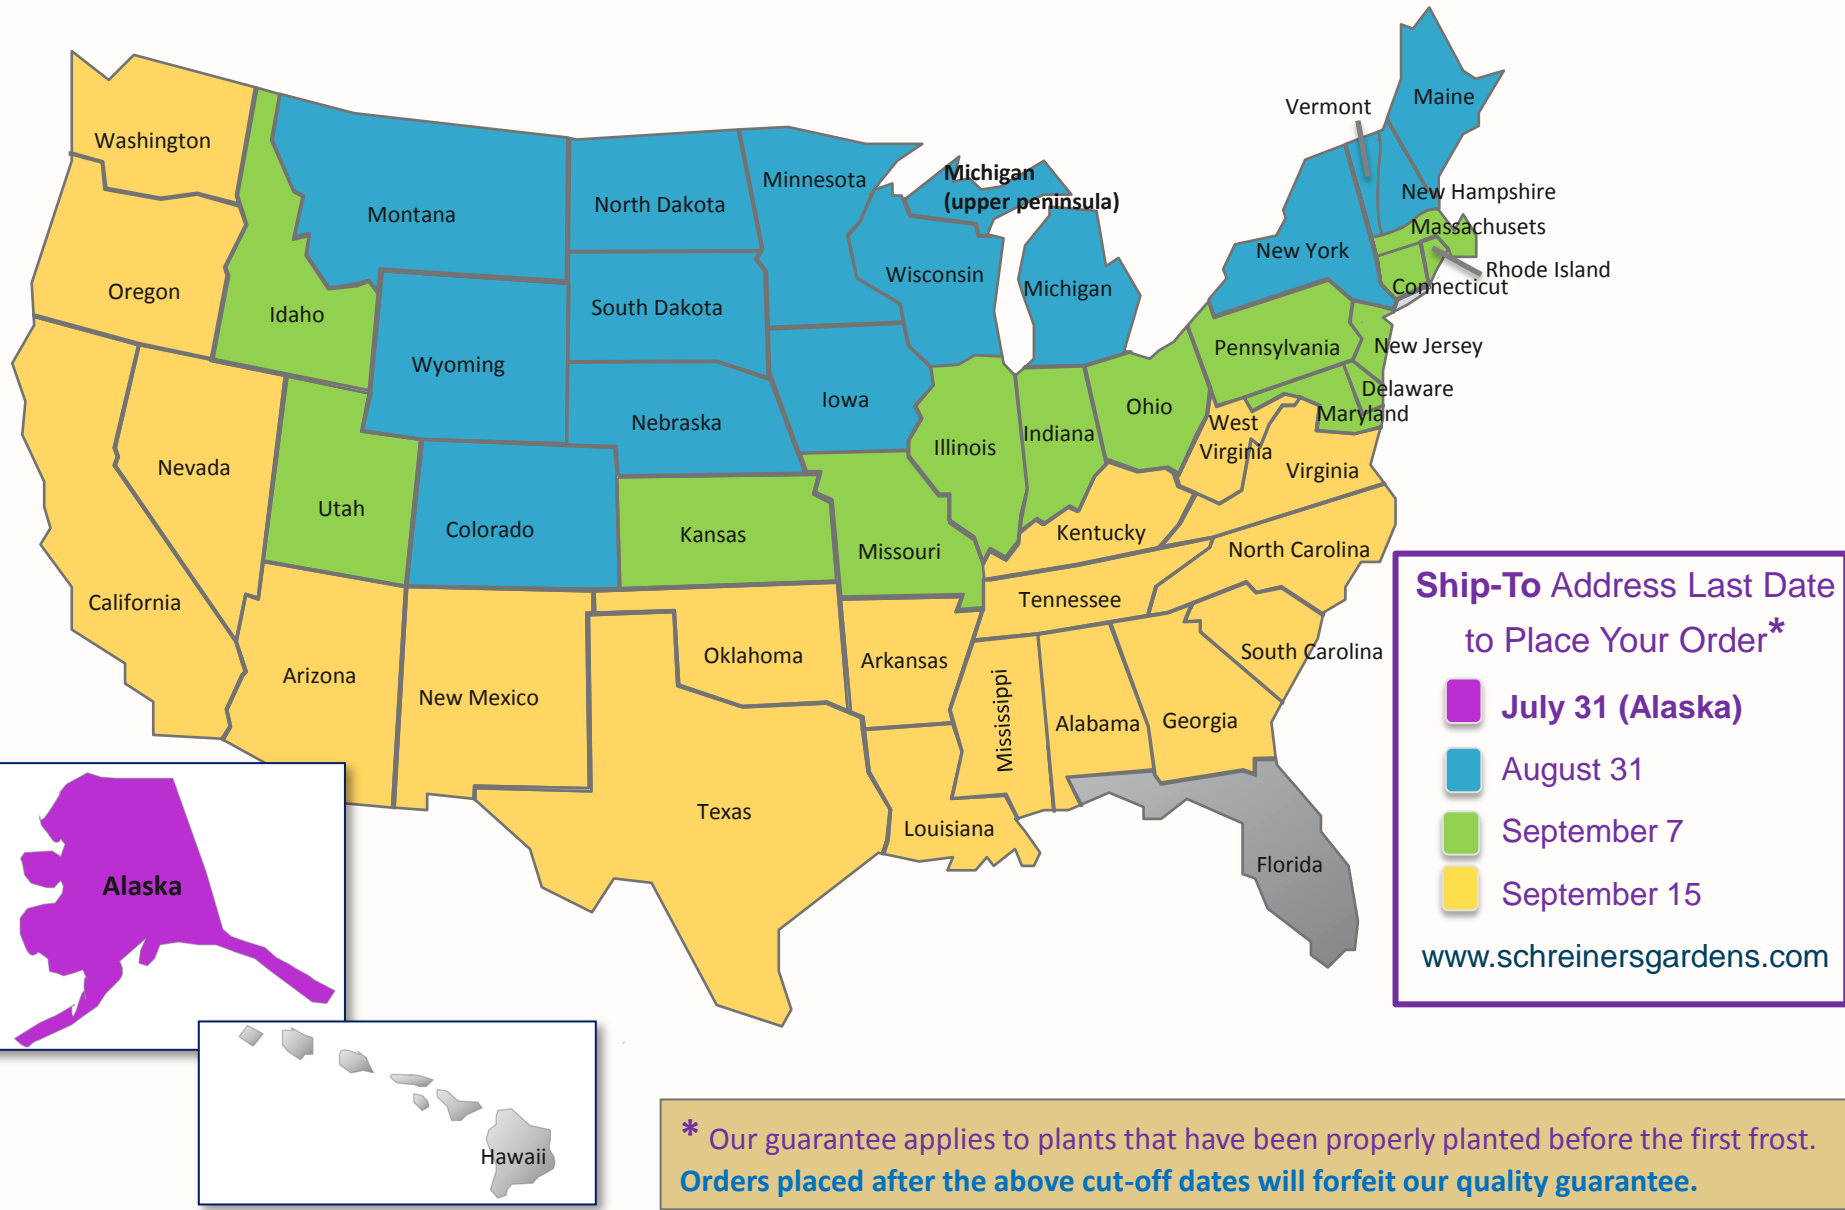 Maine
Vermont
Washington
Michigan
(upper peninsula)
Minnesota
New Hampshire
North Dakota
Montana
Massachusets
New York
Rhode Island
Wisconsin
Connecticut
Michigan
Oregon
South Dakota
Idaho
New Jersey
Pennsylvania
Wyoming
Delaware
Iowa
Ohio
Maryland
Nebraska
West
Virginia
Indiana
Illinois
Nevada
Virginia
Utah
Colorado
Kansas
Kentucky
Missouri
North Carolina
California
Tennessee
Oklahoma
Arkansas
South Carolina
Arizona
New Mexico
Mississippi
Alabama
Georgia
Texas
Louisiana
Florida
Alaska
Hawaii
Ship-To Address Last Date
to Place Your Order*
July 31 (Alaska)
August 31
September 7
September 15
www.schreinersgardens.com
* Our guarantee applies to plants that have been properly planted before the first frost.
Orders placed after the above cut-off dates will forfeit our quality guarantee.